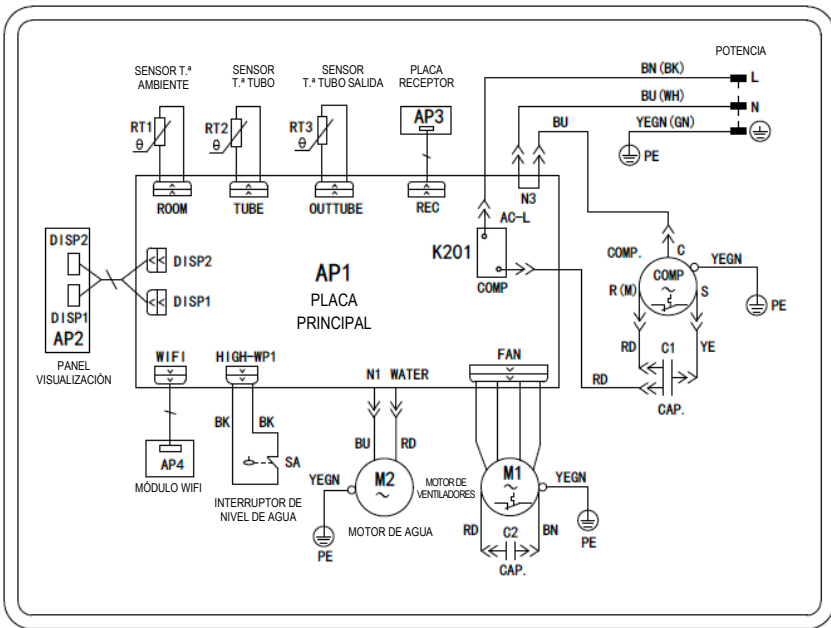 POTENCIA
SENSOR T.ª
AMBIENTE
SENSOR
T.ª TUBO
SENSOR
T.ª TUBO SALIDA
PLACA
RECEPTOR
BN (BK)
L
BU (WH)
N
BU
YEGN (GN)
PE
RT1
θ
RT2
θ
RT3
θ
AP3
ROOM
TUBE
OUTTUBE
REC
N3
AC-L
K201
COMP
COMP.
C
COMP
~
YEGN
R (M)
S
PE
DISP2
DISP1
AP2
PANEL
VISUALIZACIÓN
DISP2
DISP1
AP1
PLACA
PRINCIPAL
RD
C1
YE
RD
CAP.
WIFI
HIGH-WP1
N1 WATER
FAN
BK
BK
BU
RD
AP4
MÓDULO WIFI
SA
INTERRUPTOR DE
NIVEL DE AGUA
YEGN
M2
~
PE
MOTOR DE AGUA
MOTOR DE
VENTILADORES
M1
~
YEGN
PE
RD
C2
BN
CAP.